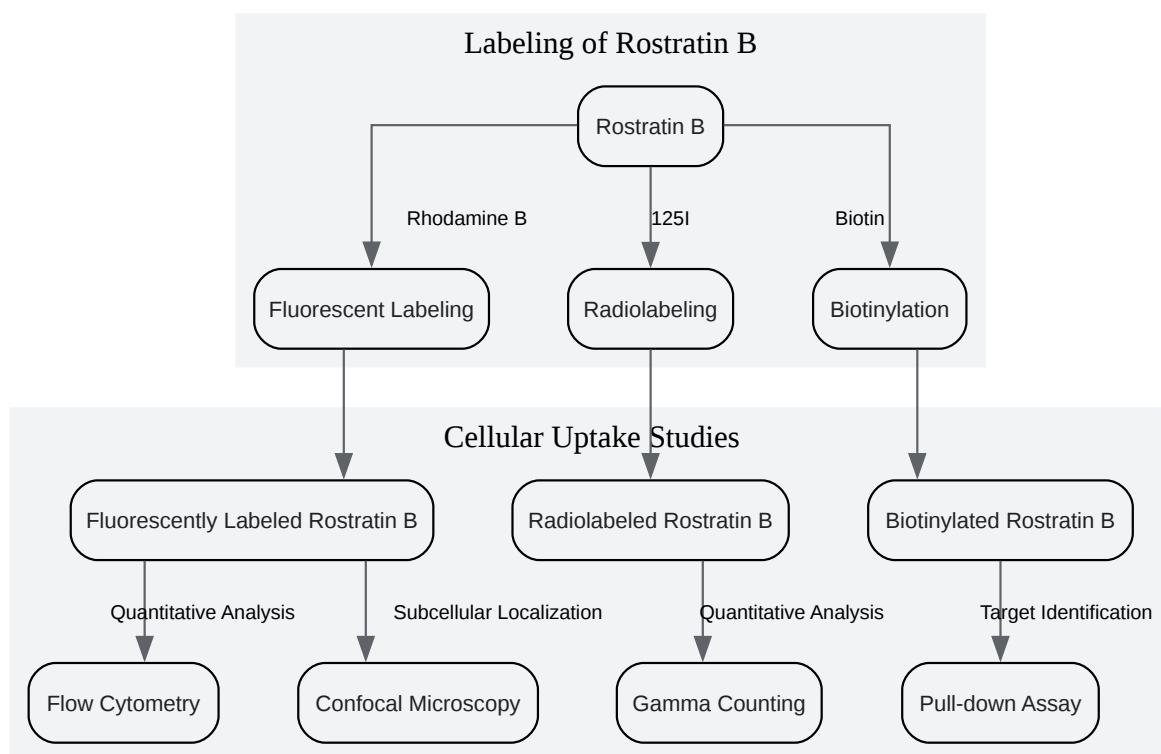 Labeling of Rostratin B
Rostratin B
Rhodamine B
125I
Biotin
Fluorescent Labeling
Radiolabeling
Biotinylation
Cellular Uptake Studies
Fluorescently Labeled Rostratin B
Radiolabeled Rostratin B
Biotinylated Rostratin B
Quantitative Analysis
Subcellular Localization
Quantitative Analysis
Target Identification
Flow Cytometry
Confocal Microscopy
Gamma Counting
Pull-down Assay